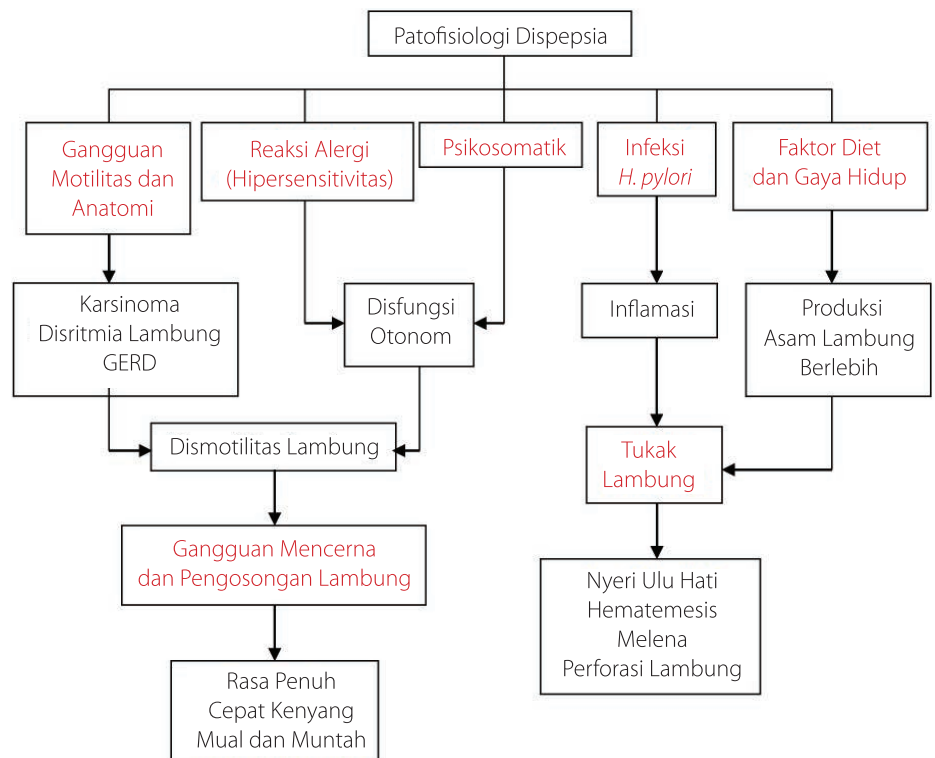 Patofisiologi Dispepsia
Gangguan
Motilitas dan
Anatomi
Reaksi Alergi
(Hipersensitivitas)
Psikosomatik
Infeksi
H. pylori
Faktor Diet
dan Gaya Hidup
Karsinoma
Disritmia Lambung
GERD
Disfungsi
Otonom
Inflamasi
Produksi
Asam Lambung
Berlebih
Dismotilitas Lambung
Tukak
Lambung
Gangguan Mencerna
dan Pengosongan Lambung
Nyeri Ulu Hati
Hematemesis
Melena
Perforasi Lambung
Rasa Penuh
Cepat Kenyang
Mual dan Muntah